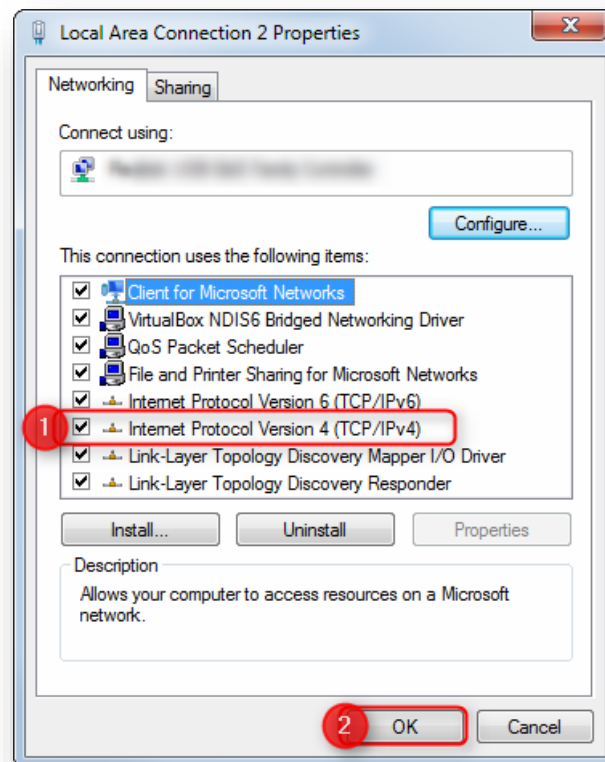 Local Area Connection 2 Properties
Networking
Sharing
Connect using:
Configure...
This connection uses the following items:
Client for Microsoft Networks
VirtualBox NDIS6 Bridged Networking Driver
QoS Packet Scheduler
File and Printer Sharing for Microsoft Networks
Internet Protocol Version 6 (TCP/IPv6)
1 Internet Protocol Version 4 (TCP/IPv4)
Link-Layer Topology Discovery Mapper I/O Driver
Link-Layer Topology Discovery Responder
Install... Uninstall Properties
Description
Allows your computer to access resources on a Microsoft
network.
2 OK Cancel